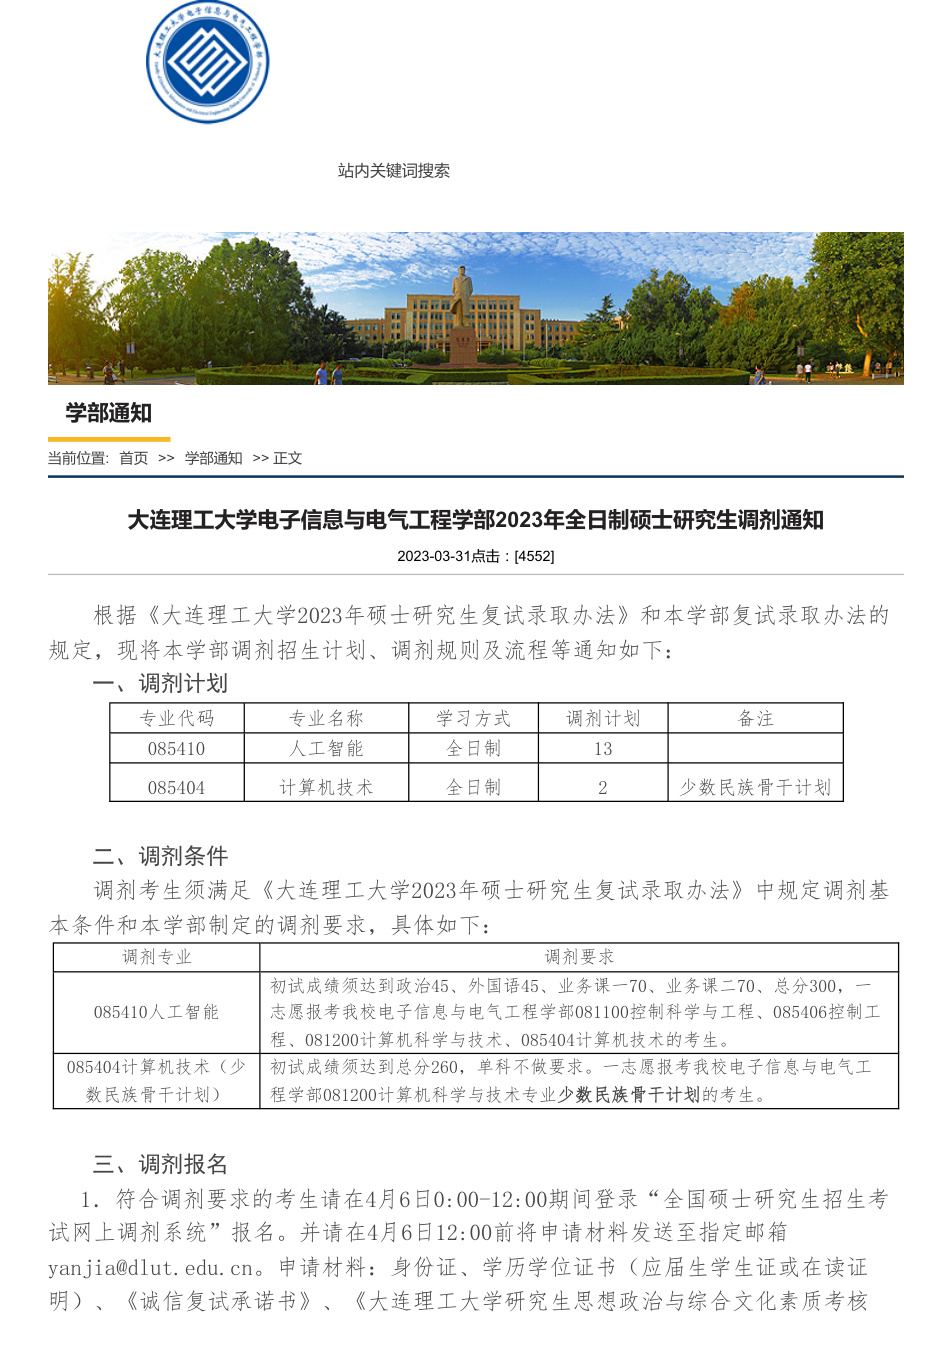 大连理工大学电子信息与电气工程学部
站内关键词搜索
学部通知
当前位置: 首页 >> 学部通知 >> 正文
大连理工大学电子信息与电气工程学部2023年全日制硕士研究生调剂通知
2023-03-31点击：[4552]
根据《大连理工大学2023年硕士研究生复试录取办法》和本学部复试录取办法的
规定，现将本学部调剂招生计划、调剂规则及流程等通知如下：
一、调剂计划
专业代码 专业名称 学习方式 调剂计划 备注
085410 人工智能 全日制 13
085404 计算机技术 全日制 2 少数民族骨干计划
二、调剂条件
调剂考生须满足《大连理工大学2023年硕士研究生复试录取办法》中规定调剂基
本条件和本学部制定的调剂要求，具体如下：
调剂专业 调剂要求
085410人工智能
初试成绩须达到政治45、外国语45、业务课一70、业务课二70、总分300，一
志愿报考我校电子信息与电气工程学部081100控制科学与工程、085406控制工
程、081200计算机科学与技术、085404计算机技术的考生。
085404计算机技术（少
数民族骨干计划）
初试成绩须达到总分260，单科不做要求。一志愿报考我校电子信息与电气工
程学部081200计算机科学与技术专业少数民族骨干计划的考生。
三、调剂报名
1．符合调剂要求的考生请在4月6日0:00-12:00期间登录“全国硕士研究生招生考
试网上调剂系统”报名。并请在4月6日12:00前将申请材料发送至指定邮箱
yanjia@dlut.edu.cn。申请材料：身份证、学历学位证书（应届生学生证或在读证
明）、《诚信复试承诺书》、《大连理工大学研究生思想政治与综合文化素质考核